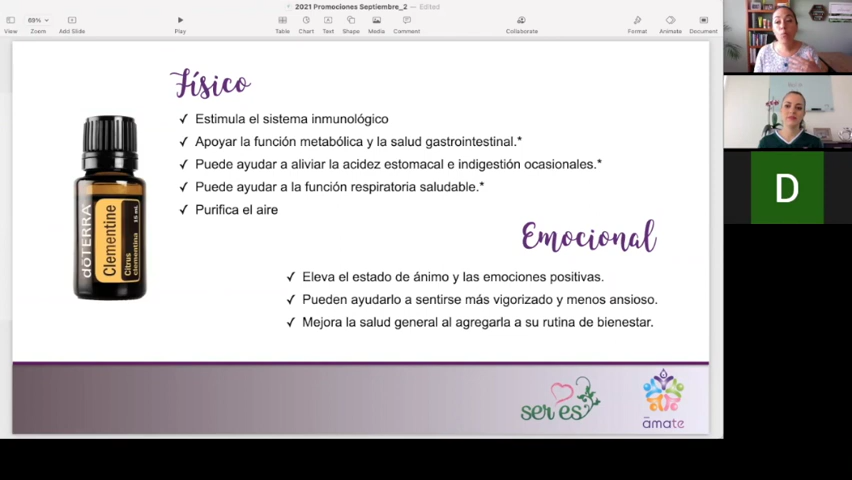 2021 Promociones Septiembre_2 — Edited
69%
View
Zoom
Add Slide
Play
Table
Chart
Text
Shape
Media
Comment
Collaborate
Format
Animate
Document
Físico
✓ Estimula el sistema inmunológico
✓ Apoyar la función metabólica y la salud gastrointestinal.*
✓ Puede ayudar a aliviar la acidez estomacal e indigestión ocasionales.*
✓ Puede ayudar a la función respiratoria saludable.*
✓ Purifica el aire
dōTERRA
Clementine
Citrus clementina
15 mL
Emocional
✓ Eleva el estado de ánimo y las emociones positivas.
✓ Pueden ayudarlo a sentirse más vigorizado y menos ansioso.
✓ Mejora la salud general al agregarla a su rutina de bienestar.
ser es
āmate
D